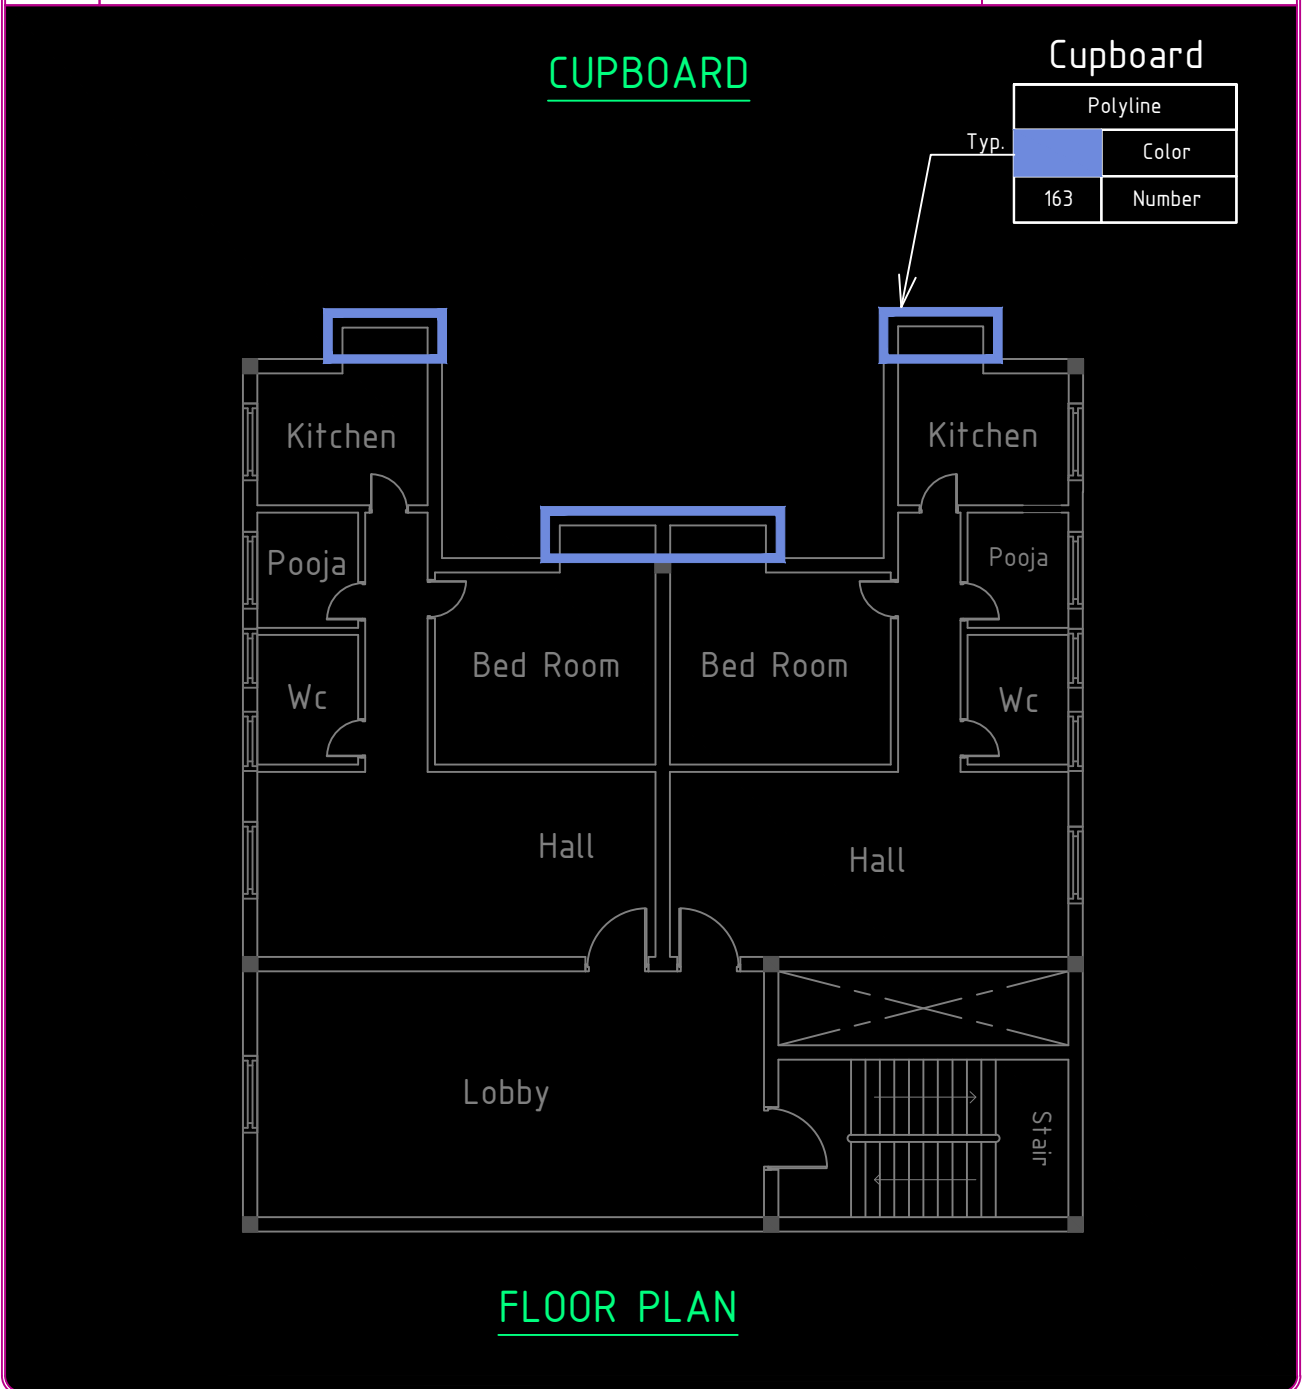 CUPBOARD
Cupboard
Polyline
Typ.
Color
163 Number
Kitchen
Kitchen
Pooja
Pooja
Bed Room
Bed Room
Wc
Wc
Hall
Hall
Lobby
Stair
FLOOR PLAN